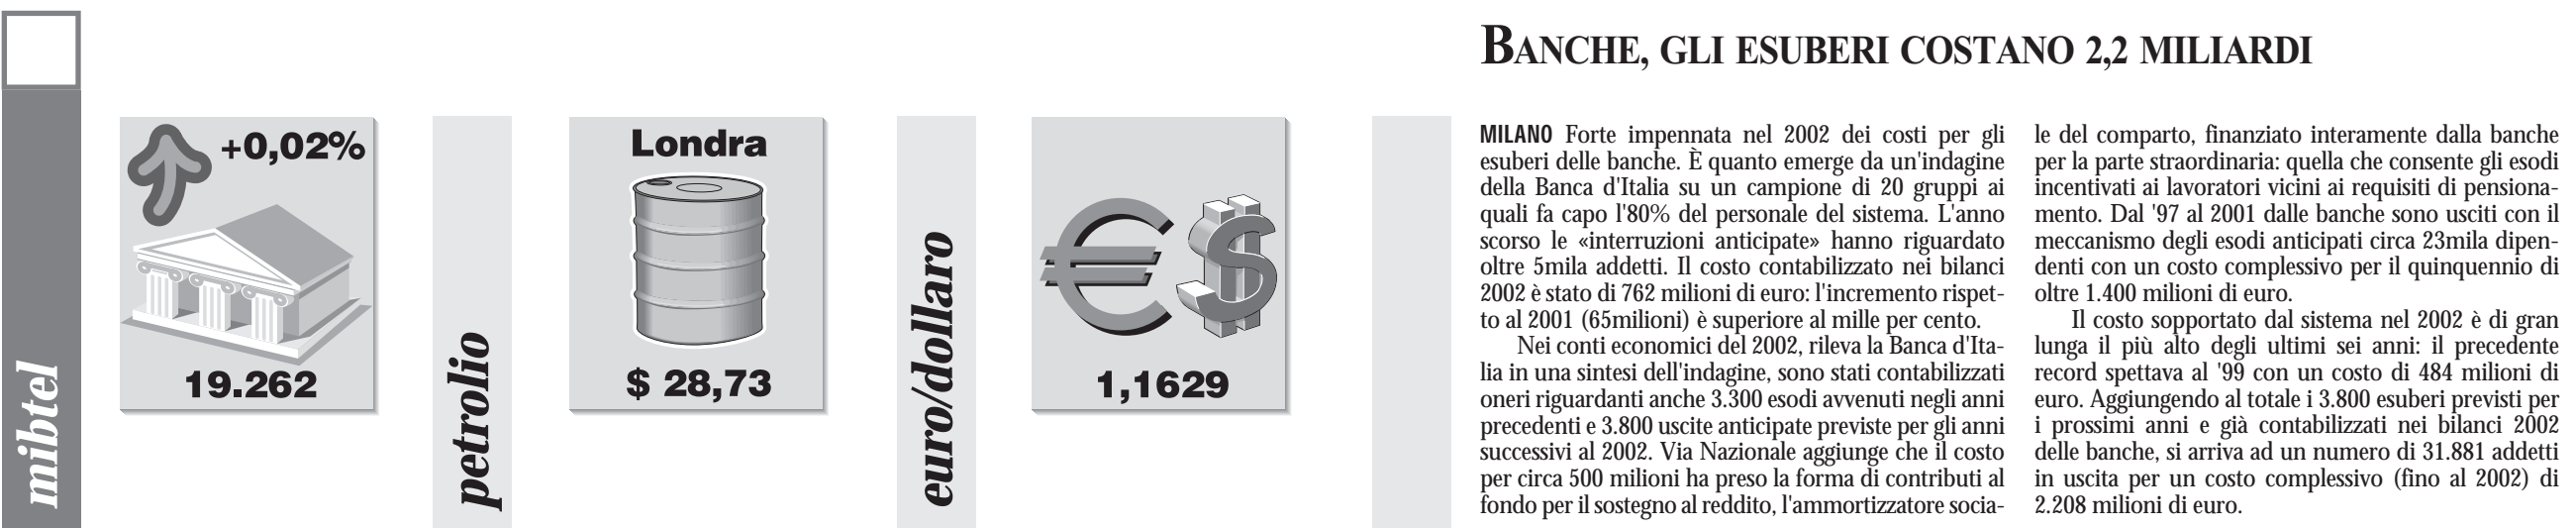 mibtel
+0,02%
19.262
petrolio
Londra
$ 28,73
euro/dollaro
1,1629
BANCHE, GLI ESUBERI COSTANO 2,2 MILIARDI
MILANO Forte impennata nel 2002 dei costi per gli
esuberi delle banche. È quanto emerge da un'indagine
della Banca d'Italia su un campione di 20 gruppi ai
quali fa capo l'80% del personale del sistema. L'anno
scorso le «interruzioni anticipate» hanno riguardato
oltre 5mila addetti. Il costo contabilizzato nei bilanci
2002 è stato di 762 milioni di euro: l'incremento rispet-
to al 2001 (65milioni) è superiore al mille per cento.
Nei conti economici del 2002, rileva la Banca d'Ita-
lia in una sintesi dell'indagine, sono stati contabilizzati
oneri riguardanti anche 3.300 esodi avvenuti negli anni
precedenti e 3.800 uscite anticipate previste per gli anni
successivi al 2002. Via Nazionale aggiunge che il costo
per circa 500 milioni ha preso la forma di contributi al
fondo per il sostegno al reddito, l'ammortizzatore socia-
le del comparto, finanziato interamente dalla banche
per la parte straordinaria: quella che consente gli esodi
incentivati ai lavoratori vicini ai requisiti di pensiona-
mento. Dal '97 al 2001 dalle banche sono usciti con il
meccanismo degli esodi anticipati circa 23mila dipen-
denti con un costo complessivo per il quinquennio di
oltre 1.400 milioni di euro.
Il costo sopportato dal sistema nel 2002 è di gran
lunga il più alto degli ultimi sei anni: il precedente
record spettava al '99 con un costo di 484 milioni di
euro. Aggiungendo al totale i 3.800 esuberi previsti per
i prossimi anni e già contabilizzati nei bilanci 2002
delle banche, si arriva ad un numero di 31.881 addetti
in uscita per un costo complessivo (fino al 2002) di
2.208 milioni di euro.